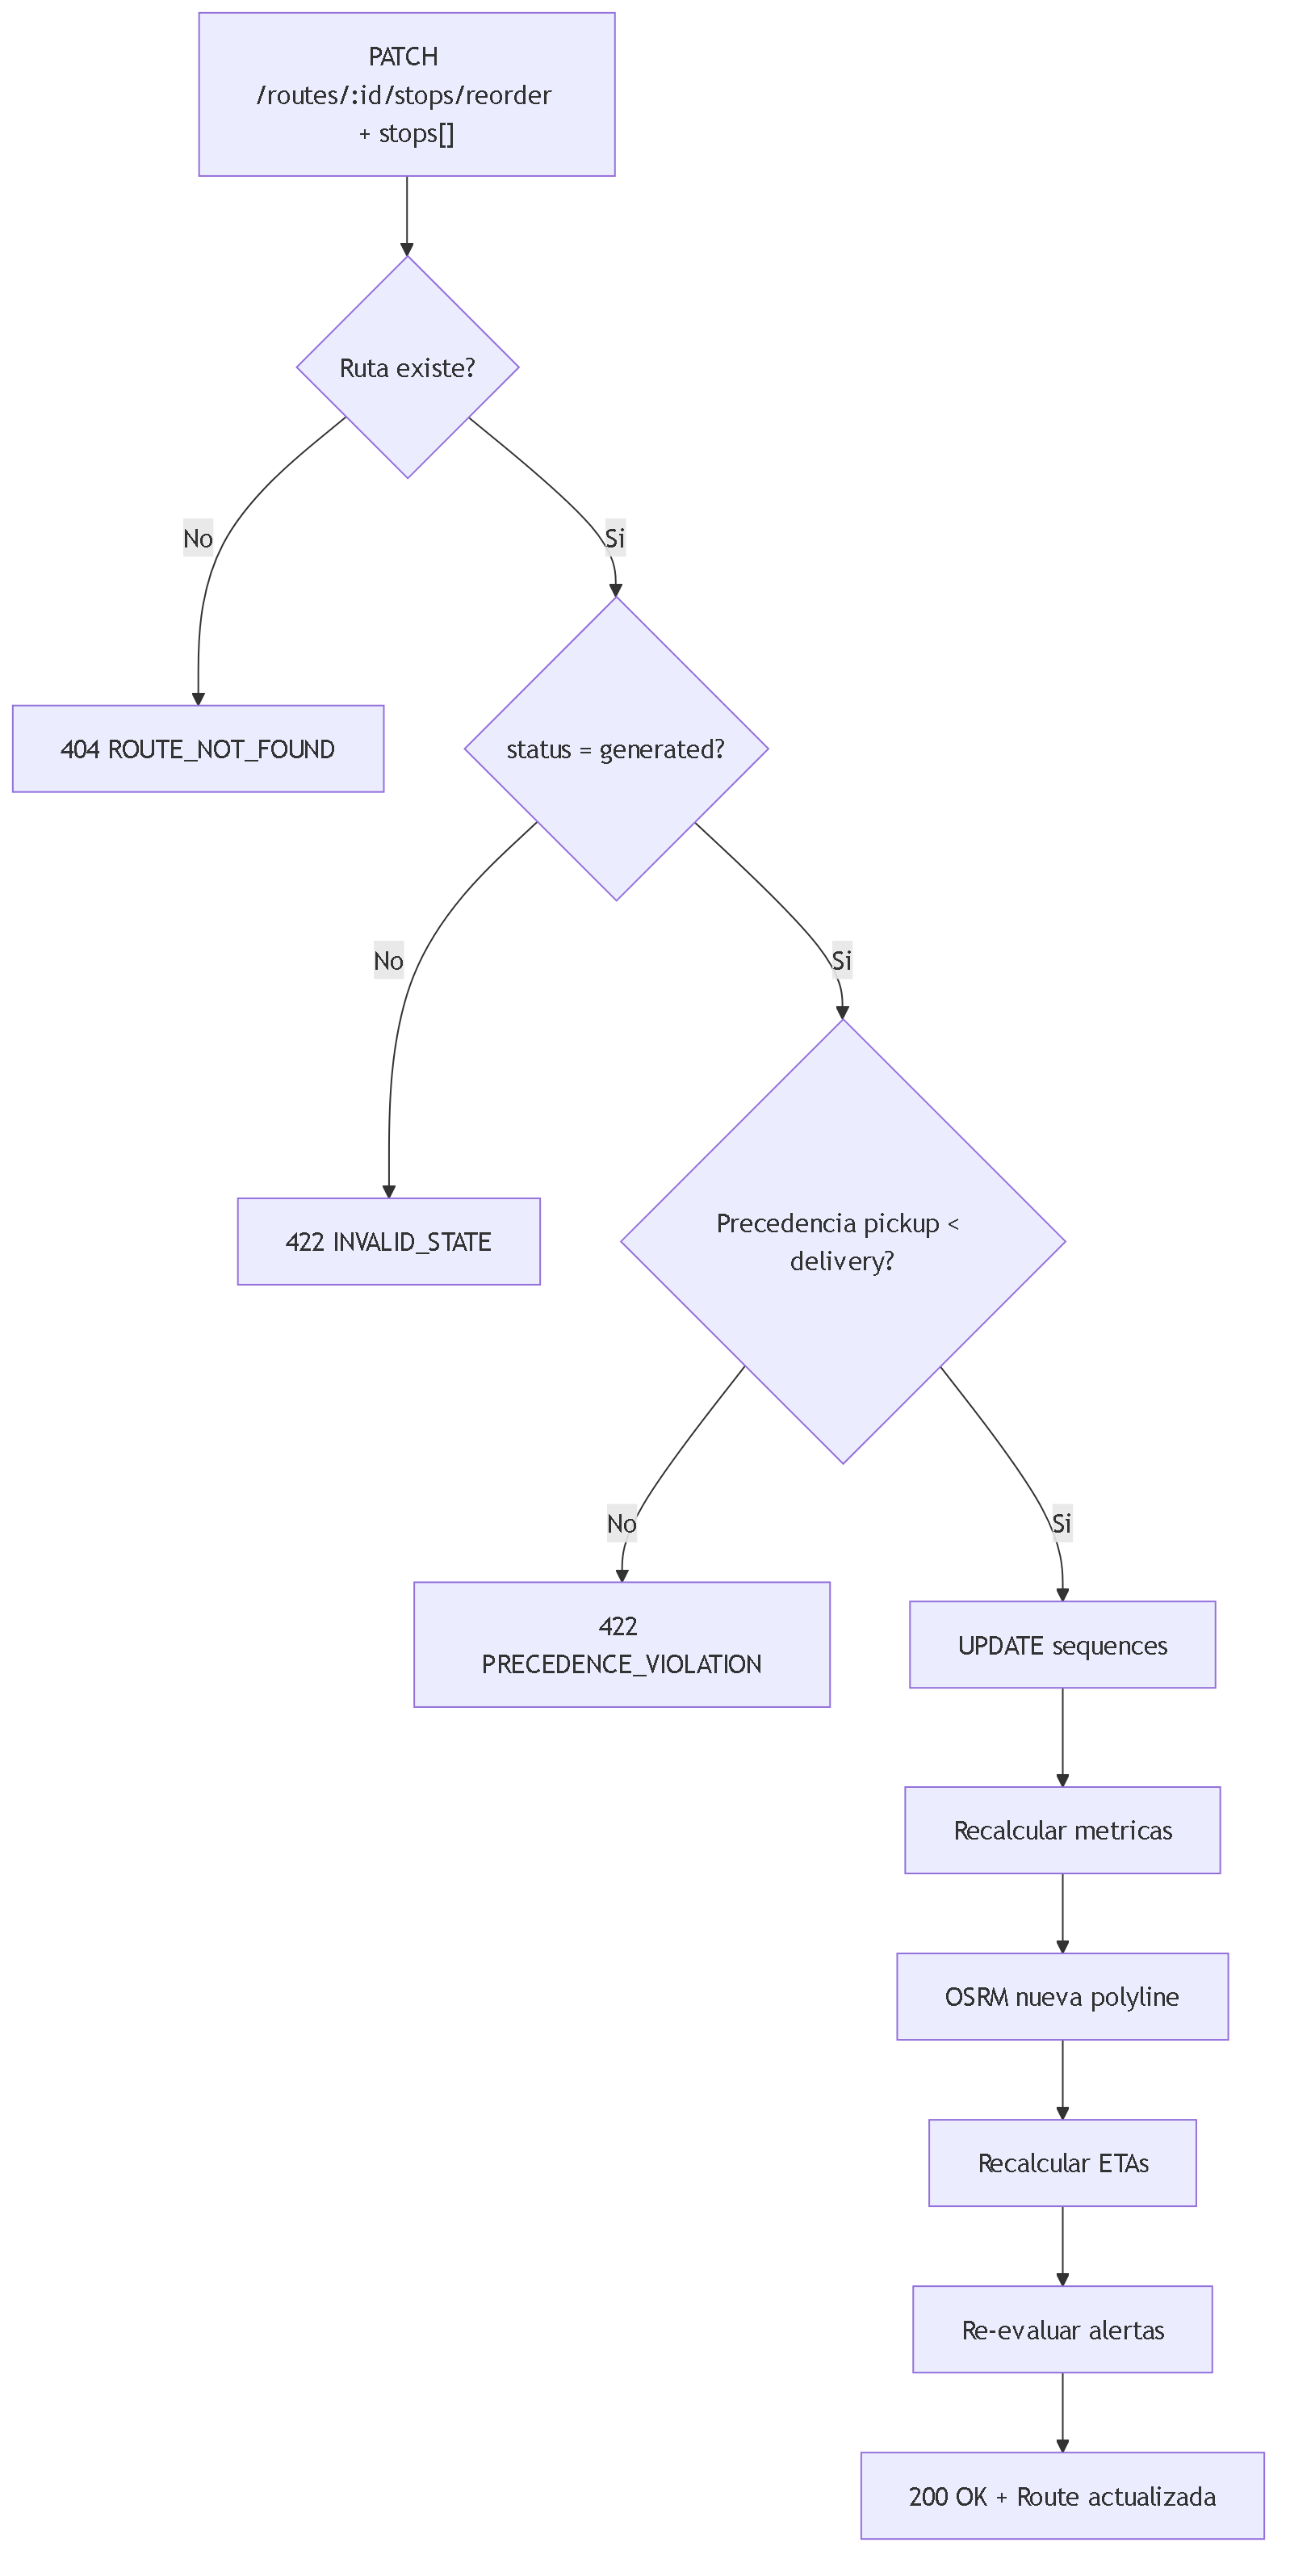 PATCH
/routes/:id/stops/reorder
+ stops[]
Ruta existe?
No
Si
404 ROUTE_NOT_FOUND
status = generated?
No
Si
422 INVALID_STATE
Precedencia pickup <
delivery?
No
Si
422
PRECEDENCE_VIOLATION
UPDATE sequences
Recalcular metricas
OSRM nueva polyline
Recalcular ETAs
Re-evaluar alertas
200 OK + Route actualizada